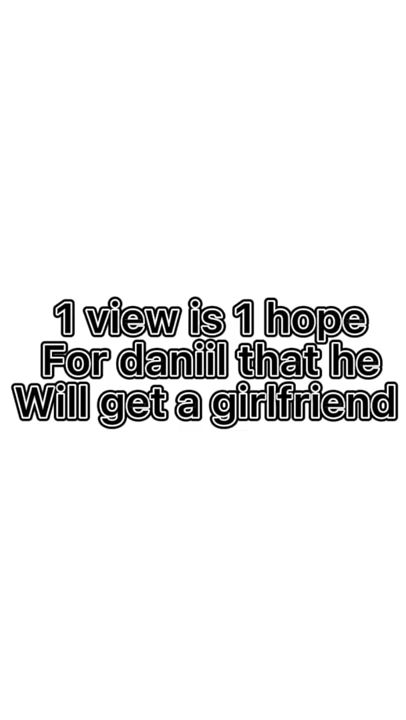 1 view is 1 hope
For daniil that he
Will get a girlfriend